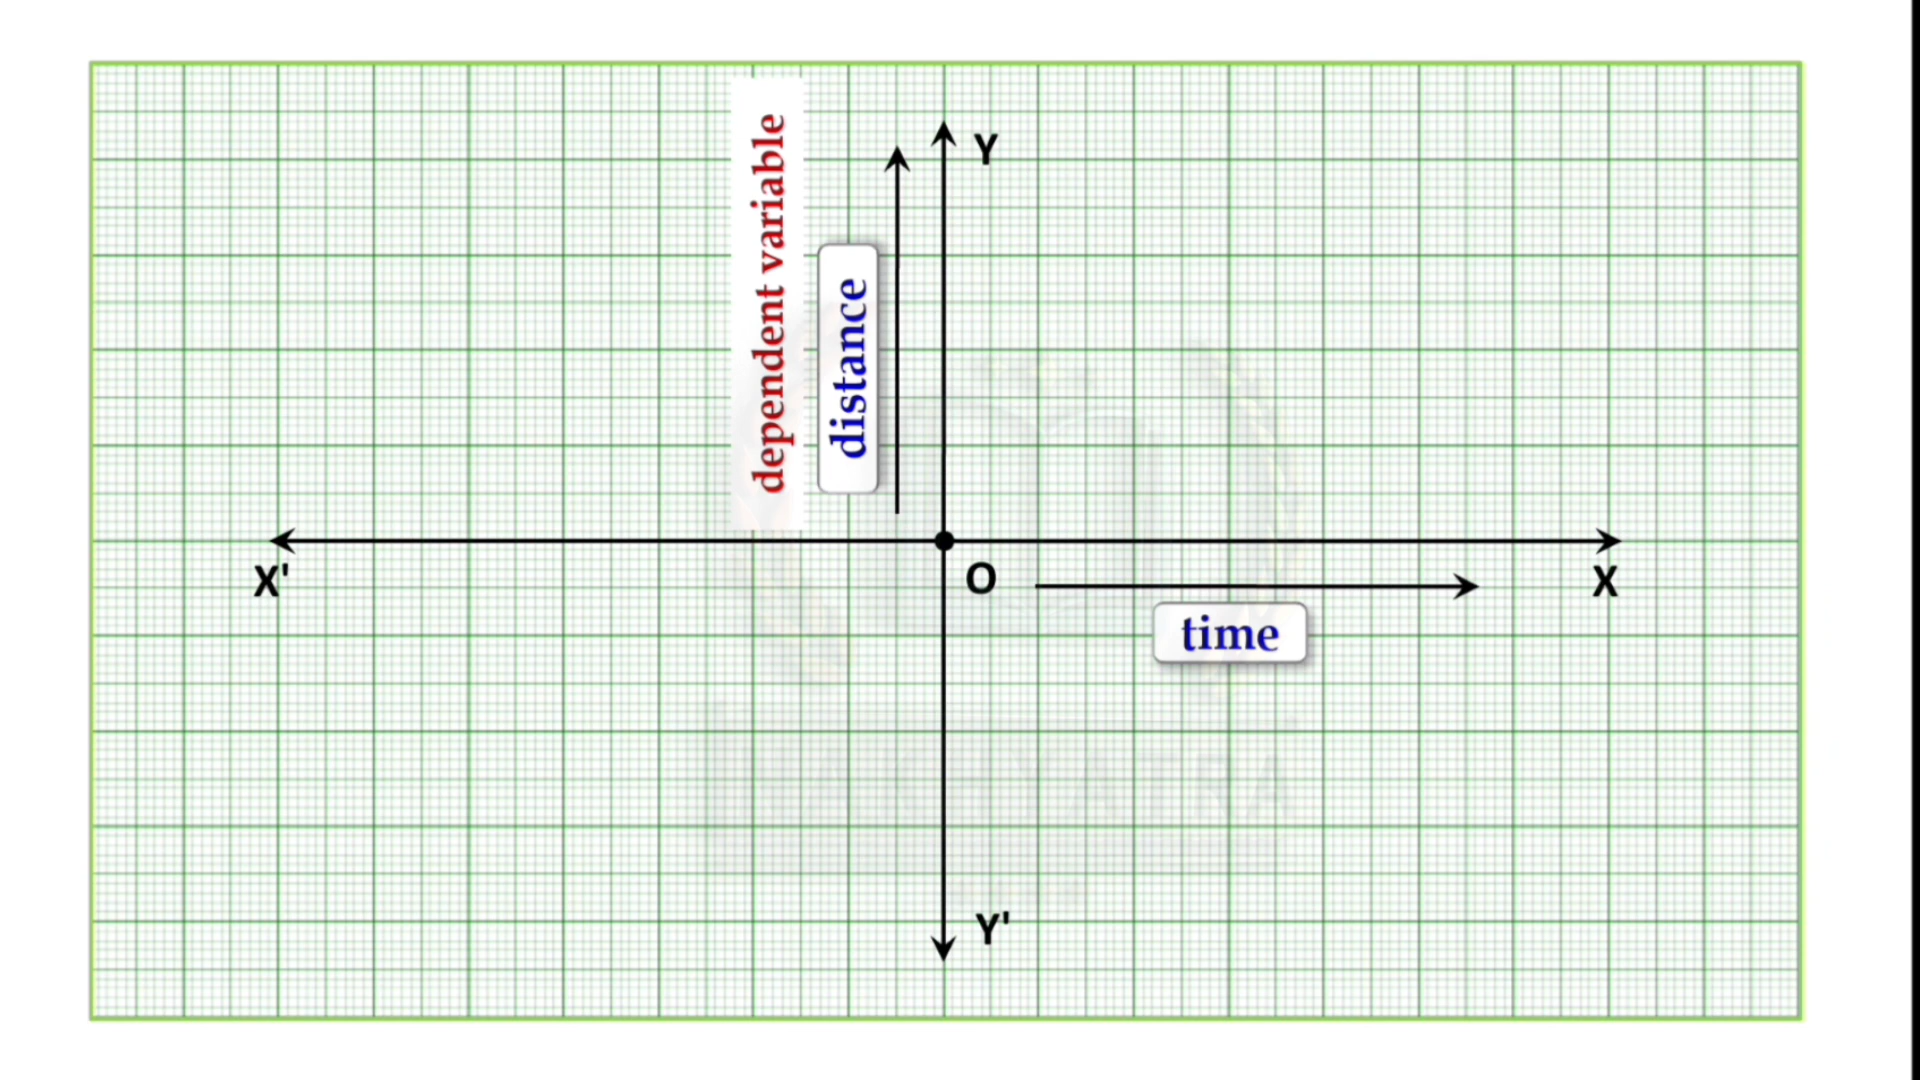 dependent variable
distance
Y
X'
O
X
time
Y'